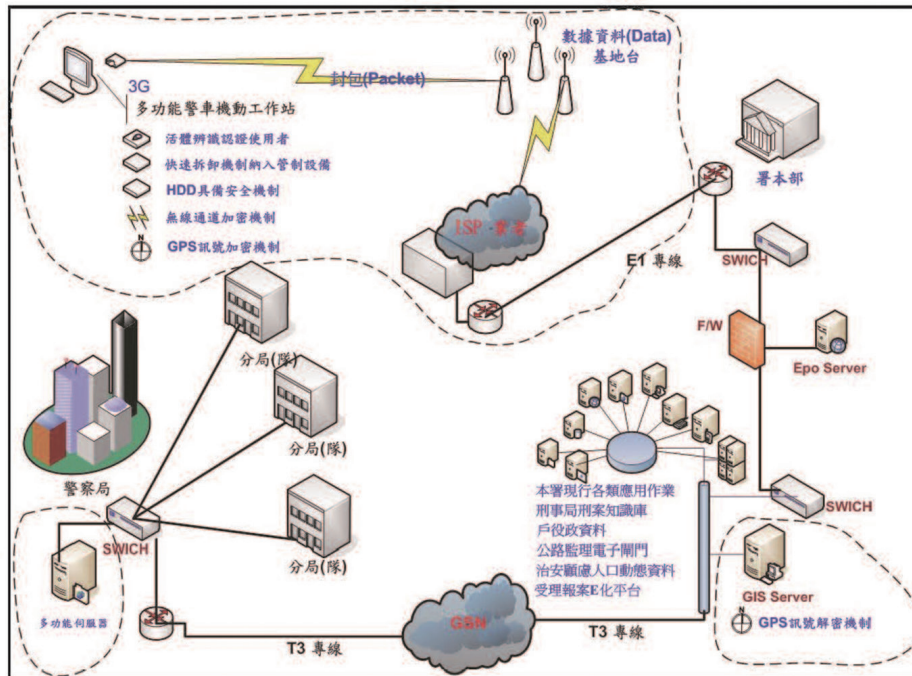 數據資料(Data)
基地台
封包(Packet)
3G
多功能警車機動工作站
活體辨識認證使用者
快速拆卸機制納入管制設備
HDD具備安全機制
無線通道加密機制
N
GPS訊號加密機制
署本部
ISP
E1 專線
SWICH
F/W
Epo Server
分局(隊)
分局(隊)
分局(隊)
警察局
SWICH
多功能伺服器
本署現行各類應用作業
刑事局刑案知識庫
戶役政資料
公路監理電子閘門
治安顧慮人口動態資料
受理報案E化平台
SWICH
GIS Server
N
GPS訊號解密機制
GSN
T3 專線
T3 專線